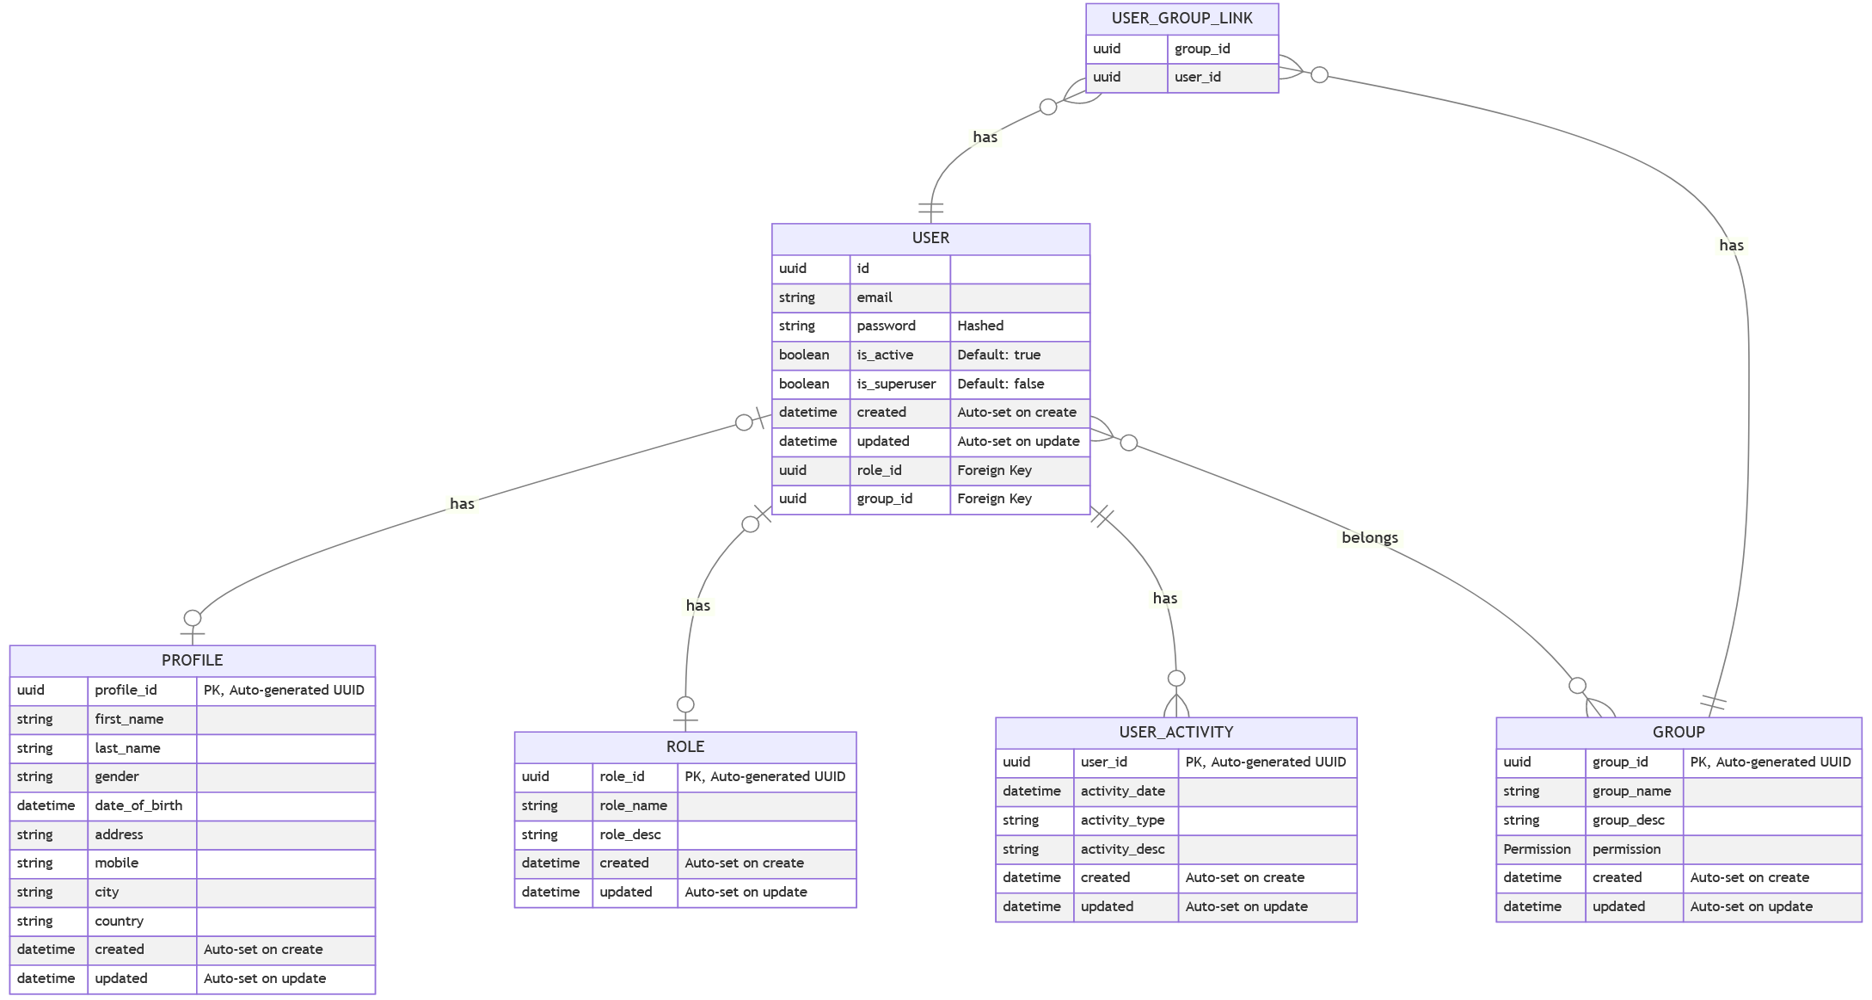 USER_GROUP_LINK
uuid group_id
uuid user_id
has
has
USER
uuid id
string email
string password Hashed
boolean is_active Default: true
boolean is_superuser Default: false
datetime created Auto-set on create
datetime updated Auto-set on update
uuid role_id Foreign Key
uuid group_id Foreign Key
has
belongs
has
has
PROFILE
uuid profile_id PK, Auto-generated UUID
string first_name
string last_name
string gender
datetime date_of_birth
string address
string mobile
string city
string country
datetime created Auto-set on create
datetime updated Auto-set on update
ROLE
uuid role_id PK, Auto-generated UUID
string role_name
string role_desc
datetime created Auto-set on create
datetime updated Auto-set on update
USER_ACTIVITY
uuid user_id PK, Auto-generated UUID
datetime activity_date
string activity_type
string activity_desc
datetime created Auto-set on create
datetime updated Auto-set on update
GROUP
uuid group_id PK, Auto-generated UUID
string group_name
string group_desc
Permission permission
datetime created Auto-set on create
datetime updated Auto-set on update